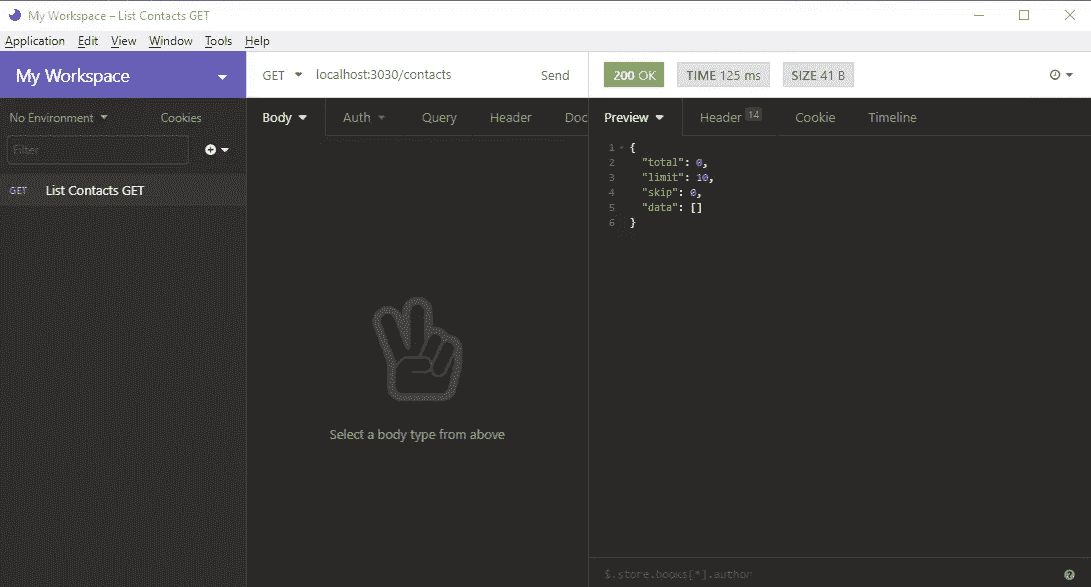 My Workspace – List Contacts GET
Application Edit View Window Tools Help
My Workspace
GET localhost:3030/contacts Send
200 OK TIME 125 ms SIZE 41 B
No Environment Cookies
Body Auth Query Header Doc
Preview Header 14 Cookie Timeline
Filter
GET List Contacts GET
1 {
2 "total": 0,
3 "limit": 10,
4 "skip": 0,
5 "data": []
6 }
Select a body type from above
$.store.books[*].author